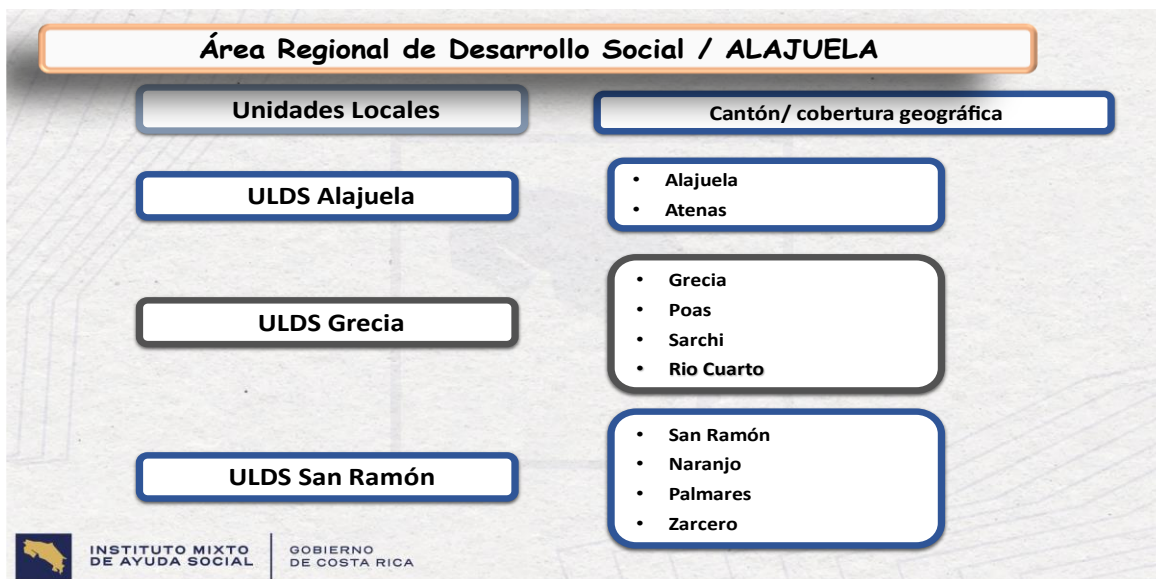 Área Regional de Desarrollo Social / ALAJUELA
Unidades Locales
Cantón/ cobertura geográfica
ULDS Alajuela
• Alajuela
• Atenas
ULDS Grecia
• Grecia
• Poas
• Sarchi
• Rio Cuarto
ULDS San Ramón
• San Ramón
• Naranjo
• Palmares
• Zarcero
INSTITUTO MIXTO
DE AYUDA SOCIAL
GOBIERNO
DE COSTA RICA